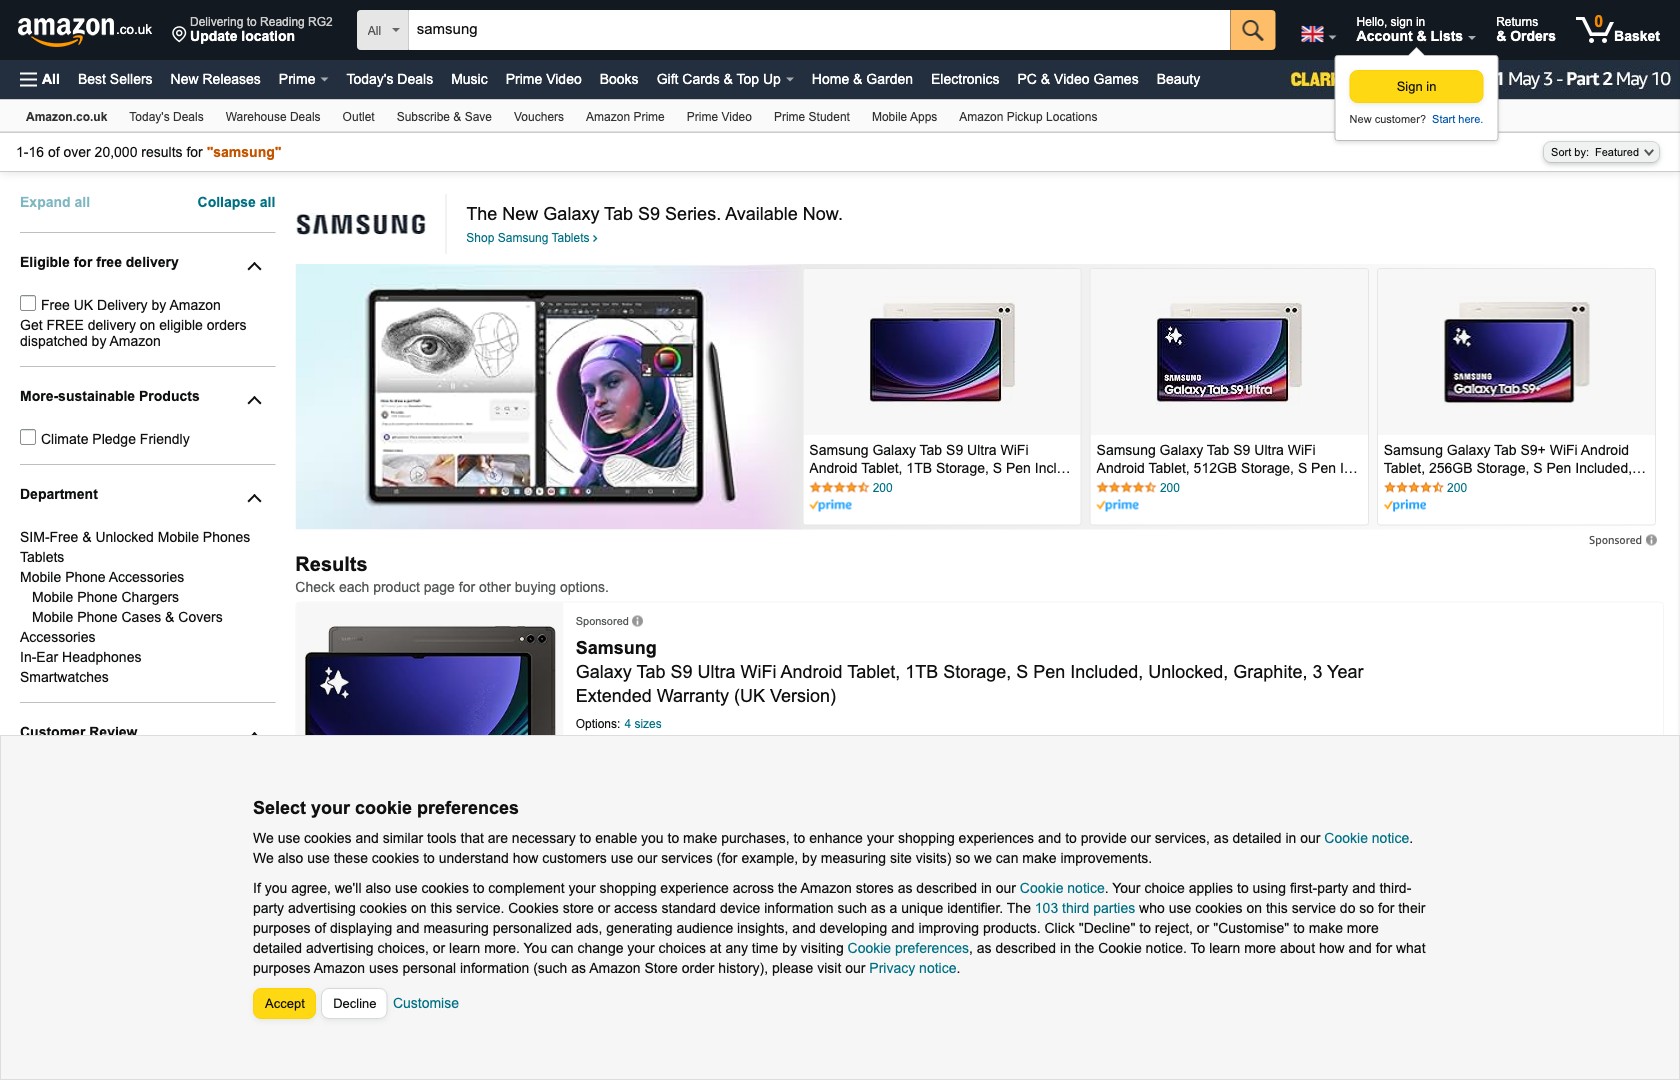 amazon.co.uk
Delivering to Reading RG2
Update location
All
samsung
Hello, sign in
Account & Lists
Returns
& Orders
0
Basket
All
Best Sellers
New Releases
Prime
Today's Deals
Music
Prime Video
Books
Gift Cards & Top Up
Home & Garden
Electronics
PC & Video Games
Beauty
May 3 - Part 2 May 10
Sign in
New customer? Start here.
Amazon.co.uk
Today's Deals
Warehouse Deals
Outlet
Subscribe & Save
Vouchers
Amazon Prime
Prime Video
Prime Student
Mobile Apps
Amazon Pickup Locations
1-16 of over 20,000 results for "samsung"
Sort by: Featured
Expand all
Collapse all
Eligible for free delivery
Free UK Delivery by Amazon
Get FREE delivery on eligible orders
dispatched by Amazon
More-sustainable Products
Climate Pledge Friendly
Department
SIM-Free & Unlocked Mobile Phones
Tablets
Mobile Phone Accessories
Mobile Phone Chargers
Mobile Phone Cases & Covers
Accessories
In-Ear Headphones
Smartwatches
Customer Review
SAMSUNG
The New Galaxy Tab S9 Series. Available Now.
Shop Samsung Tablets ›
Samsung Galaxy Tab S9 Ultra WiFi
Android Tablet, 1TB Storage, S Pen Incl…
200
prime
SAMSUNG
Galaxy Tab S9 Ultra
Samsung Galaxy Tab S9 Ultra WiFi
Android Tablet, 512GB Storage, S Pen I…
200
prime
SAMSUNG
Galaxy Tab S9+
Samsung Galaxy Tab S9+ WiFi Android
Tablet, 256GB Storage, S Pen Included,…
200
prime
Sponsored
Results
Check each product page for other buying options.
Sponsored
Samsung
Galaxy Tab S9 Ultra WiFi Android Tablet, 1TB Storage, S Pen Included, Unlocked, Graphite, 3 Year
Extended Warranty (UK Version)
Options: 4 sizes
Select your cookie preferences
We use cookies and similar tools that are necessary to enable you to make purchases, to enhance your shopping experiences and to provide our services, as detailed in our Cookie notice.
We also use these cookies to understand how customers use our services (for example, by measuring site visits) so we can make improvements.
If you agree, we'll also use cookies to complement your shopping experience across the Amazon stores as described in our Cookie notice. Your choice applies to using first-party and third-
party advertising cookies on this service. Cookies store or access standard device information such as a unique identifier. The 103 third parties who use cookies on this service do so for their
purposes of displaying and measuring personalized ads, generating audience insights, and developing and improving products. Click "Decline" to reject, or "Customise" to make more
detailed advertising choices, or learn more. You can change your choices at any time by visiting Cookie preferences, as described in the Cookie notice. To learn more about how and for what
purposes Amazon uses personal information (such as Amazon Store order history), please visit our Privacy notice.
Accept
Decline
Customise